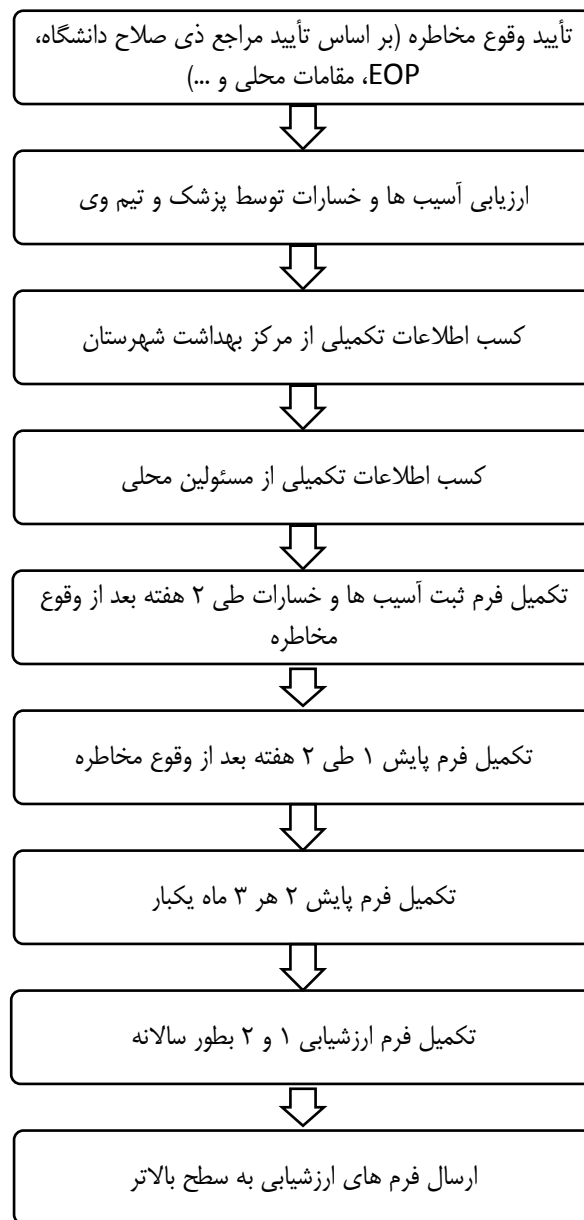 تأیید وقوع مخاطره (بر اساس تأیید مراجع ذی صلاح دانشگاه،
EOP، مقامات محلی و ...)
ارزیابی آسیب ها و خسارات توسط پزشک و تیم وی
کسب اطلاعات تکمیلی از مرکز بهداشت شهرستان
کسب اطلاعات تکمیلی از مسئولین محلی
تکمیل فرم ثبت آسیب ها و خسارات طی ۲ هفته بعد از وقوع
مخاطره
تکمیل فرم پایش ۱ طی ۲ هفته بعد از وقوع مخاطره
تکمیل فرم پایش ۲ هر ۳ ماه یکبار
تکمیل فرم ارزشیابی ۱ و ۲ بطور سالانه
ارسال فرم های ارزشیابی به سطح بالاتر